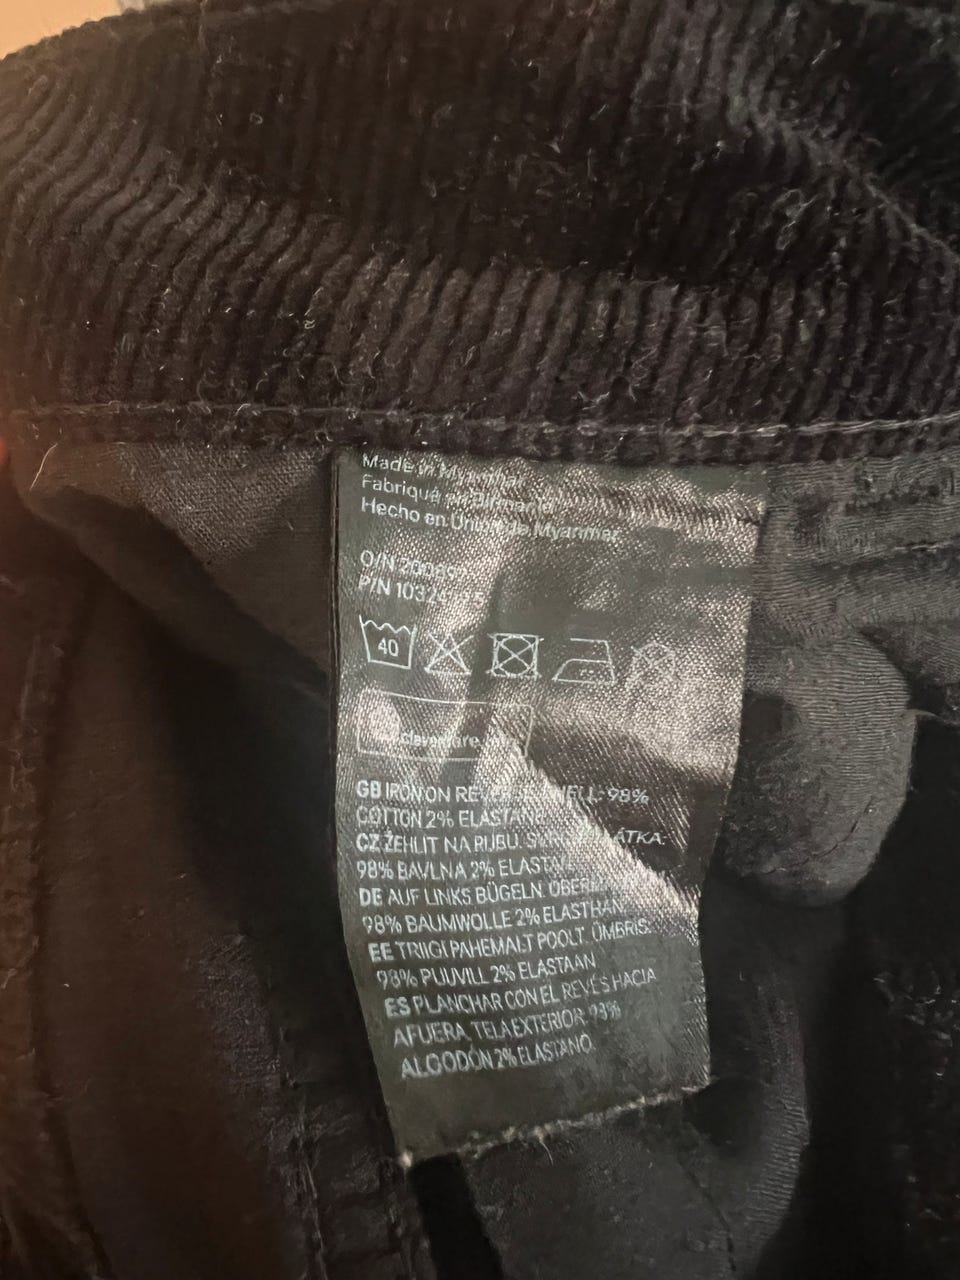 Made in Myanmar
Fabriqué en Birmanie
Hecho en Unión de Myanmar
O/N
P/N
40
clevercare
GB IRON ON REVERSE. SHELL: 98%
COTTON 2% ELASTANE
CZ ŽEHLIT NA RUBU. LÁTKA:
98% BAVLNA 2% ELASTAN
DE AUF LINKS BÜGELN.
98% BAUMWOLLE 2% ELASTHAN
EE TRIIGI PAHEMALT POOLT. ÜMBRIS:
98% PUUVILL 2% ELASTAAN
ES PLANCHAR CON EL REVÉS HACIA
AFUERA. TELA EXTERIOR: 98%
ALGODÓN 2% ELASTANO.